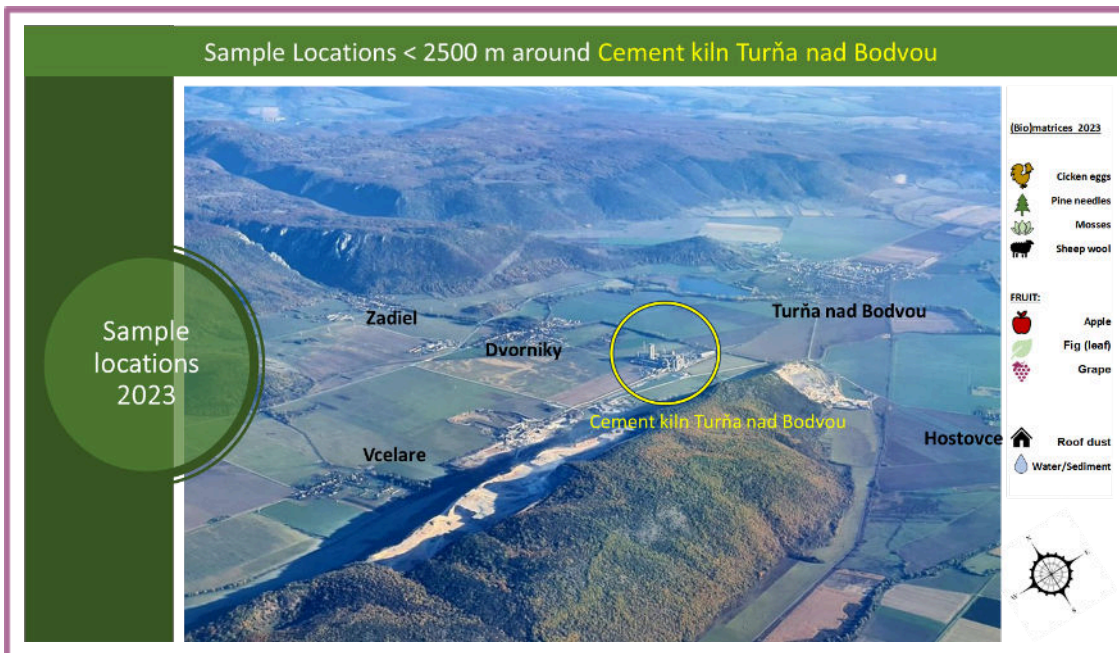 Sample Locations < 2500 m around Cement kiln Turňa nad Bodvou
Sample
locations
2023
Zadiel
Dvorniky
Turňa nad Bodvou
Cement kiln Turňa nad Bodvou
Vcelare
Hostovce
(Bio)matrices 2023
Cicken eggs
Pine needles
Mosses
Sheep wool
FRUIT:
Apple
Fig (leaf)
Grape
Roof dust
Water/Sediment
N
E
W
S